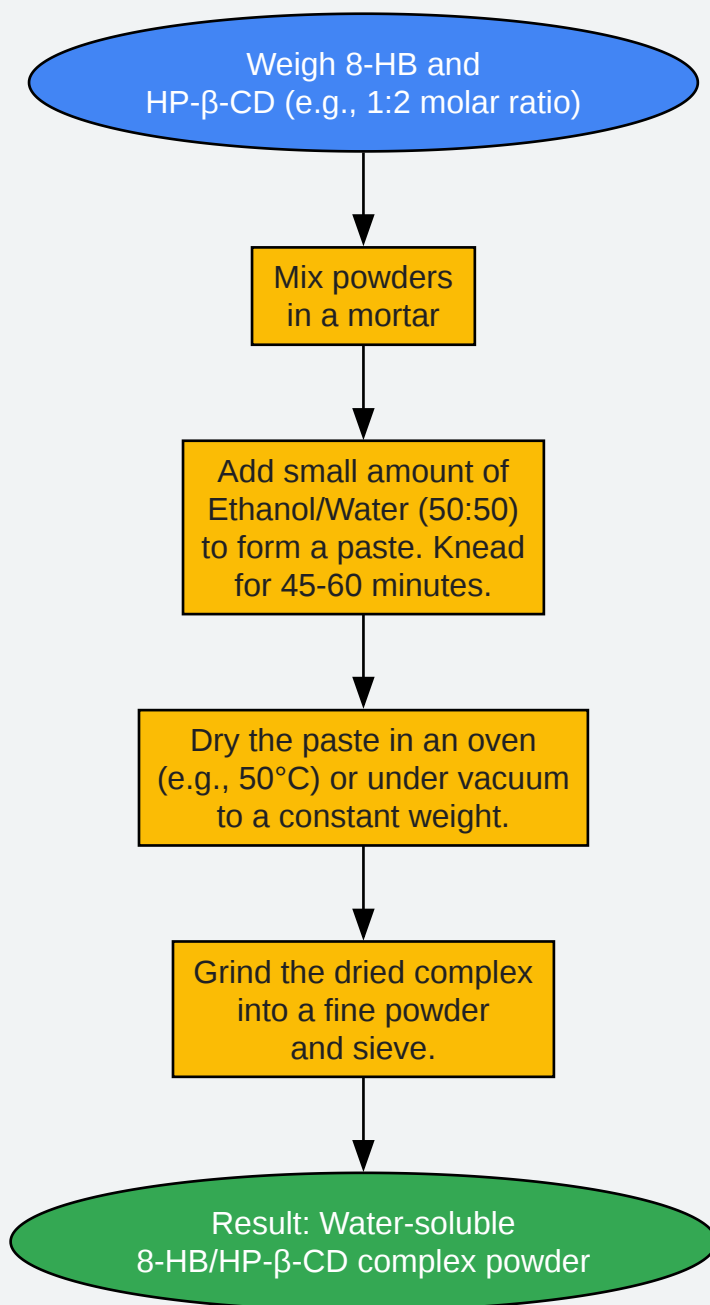 Weigh 8-HB and
HP-β-CD (e.g., 1:2 molar ratio)
Mix powders
in a mortar
Add small amount of
Ethanol/Water (50:50)
to form a paste. Knead
for 45-60 minutes.
Dry the paste in an oven
(e.g., 50°C) or under vacuum
to a constant weight.
Grind the dried complex
into a fine powder
and sieve.
Result: Water-soluble
8-HB/HP-β-CD complex powder